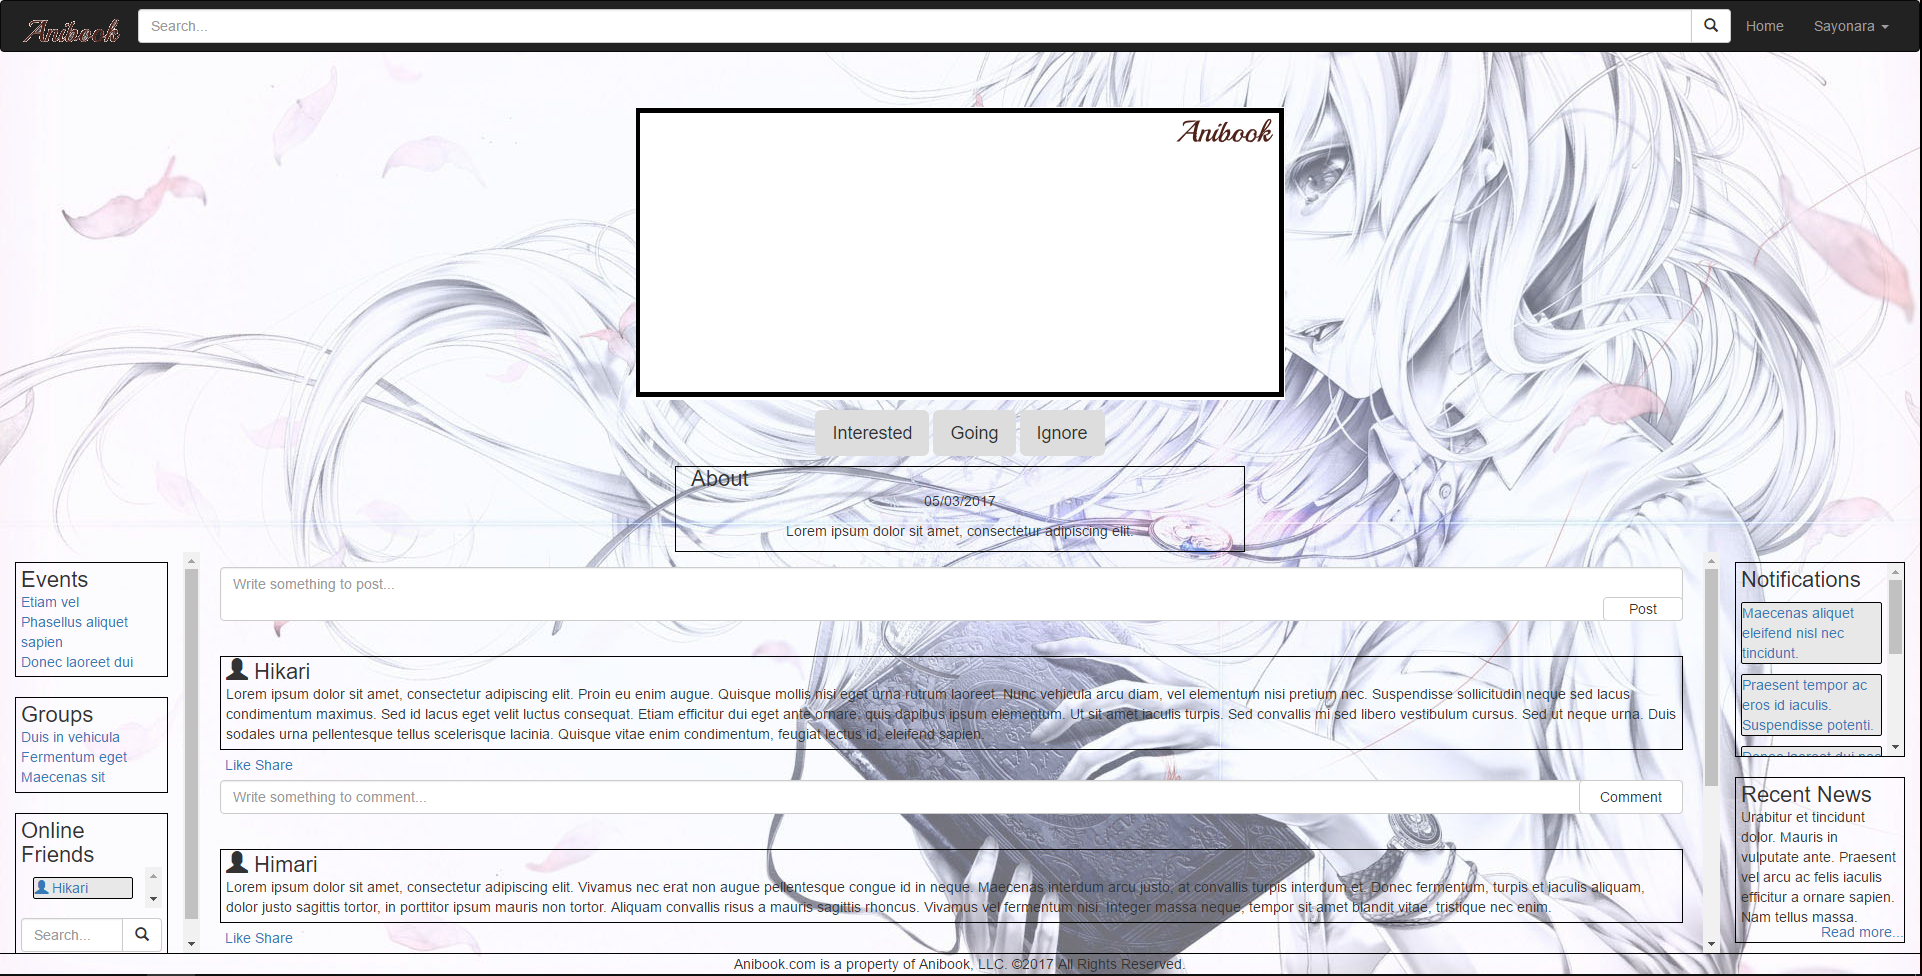 Anibook
Search...
Home
Sayonara
Anibook
Interested
Going
Ignore
About
05/03/2017
Lorem ipsum dolor sit amet, consectetur adipiscing elit.
Events
Etiam vel
Phasellus aliquet
sapien
Donec laoreet dui
Groups
Duis in vehicula
Fermentum eget
Maecenas sit
Online
Friends
Hikari
Search...
Write something to post...
Post
Hikari
Lorem ipsum dolor sit amet, consectetur adipiscing elit. Proin eu enim augue. Quisque mollis nisi eget urna rutrum laoreet. Nunc vehicula arcu diam, vel elementum nisi pretium nec. Suspendisse sollicitudin neque sed lacus
condimentum maximus. Sed id lacus eget velit luctus consequat. Etiam efficitur dui eget ante ornare, quis dapibus ipsum elementum. Ut sit amet iaculis turpis. Sed convallis mi sed libero vestibulum cursus. Sed ut neque urna. Duis
sodales urna pellentesque tellus scelerisque lacinia. Quisque vitae enim condimentum, feugiat lectus id, eleifend sapien.
Like Share
Write something to comment...
Comment
Himari
Lorem ipsum dolor sit amet, consectetur adipiscing elit. Vivamus nec erat non augue pellentesque congue id in neque. Maecenas interdum arcu justo, at convallis turpis interdum et. Donec fermentum, turpis et iaculis aliquam,
dolor justo sagittis tortor, in porttitor ipsum mauris non tortor. Aliquam convallis risus a mauris sagittis rhoncus. Vivamus vel fermentum nisi. Integer massa neque, tempor sit amet blandit vitae, tristique nec enim.
Like Share
Notifications
Maecenas aliquet
eleifend nisl nec
tincidunt.
Praesent tempor ac
eros id iaculis.
Suspendisse potenti.
Donec laoreet dui nec
Recent News
Urabitur et tincidunt
dolor. Mauris in
vulputate ante. Praesent
vel arcu ac felis iaculis
efficitur a ornare sapien.
Nam tellus massa.
Read more...
Anibook.com is a property of Anibook, LLC. ©2017 All Rights Reserved.